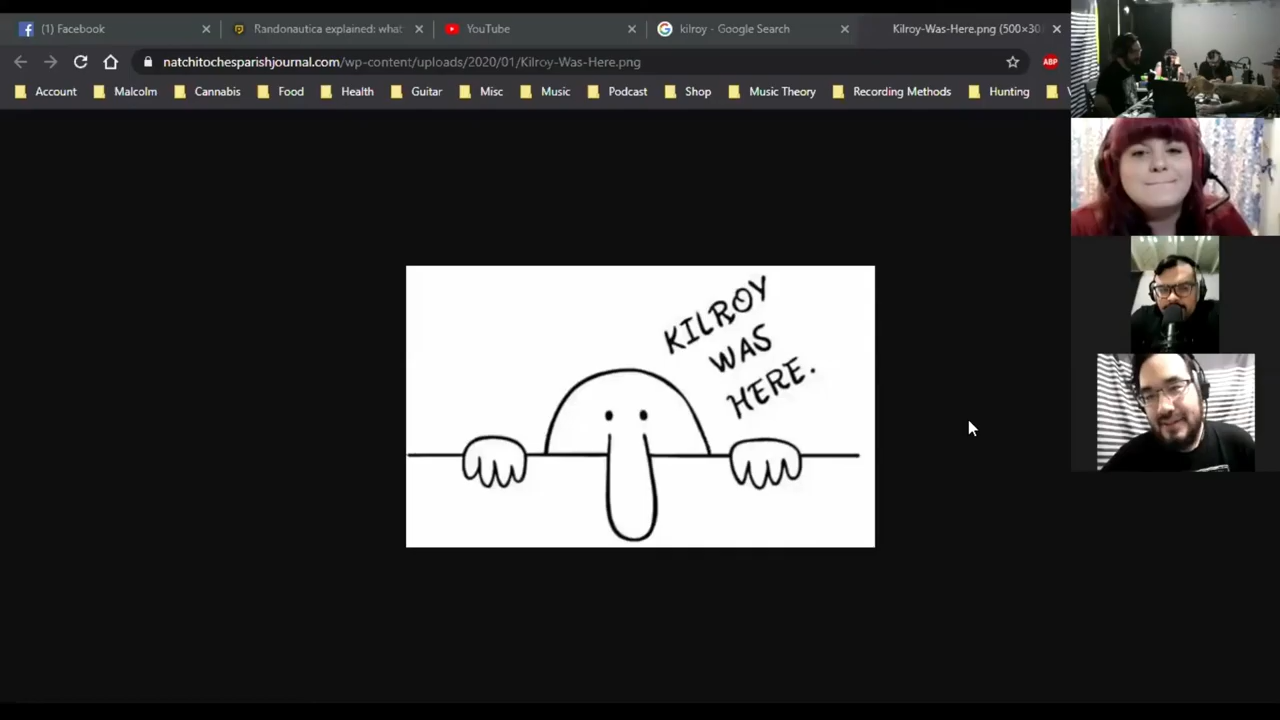 (1) Facebook
Randonautica explained: what
YouTube
kilroy - Google Search
Kilroy-Was-Here.png (500×30
natchitochesparishjournal.com/wp-content/uploads/2020/01/Kilroy-Was-Here.png
ABP
Account Malcolm Cannabis Food Health Guitar Misc Music Podcast Shop Music Theory Recording Methods Hunting
KILROY
WAS
HERE.